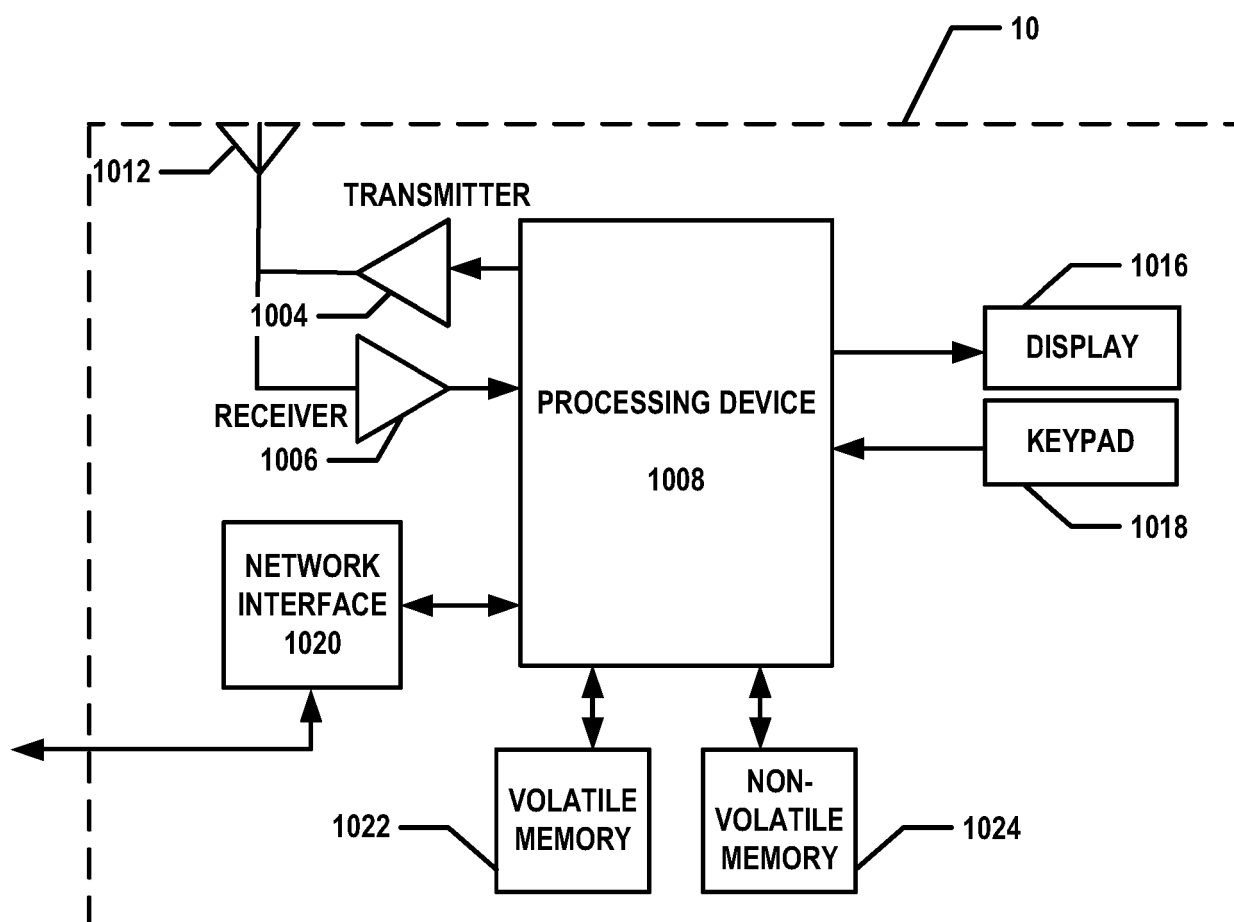 10
1012
TRANSMITTER
1004
1016
DISPLAY
RECEIVER
1006
PROCESSING DEVICE
1008
KEYPAD
1018
NETWORK
INTERFACE
1020
VOLATILE
MEMORY
1022
NON-
VOLATILE
MEMORY
1024